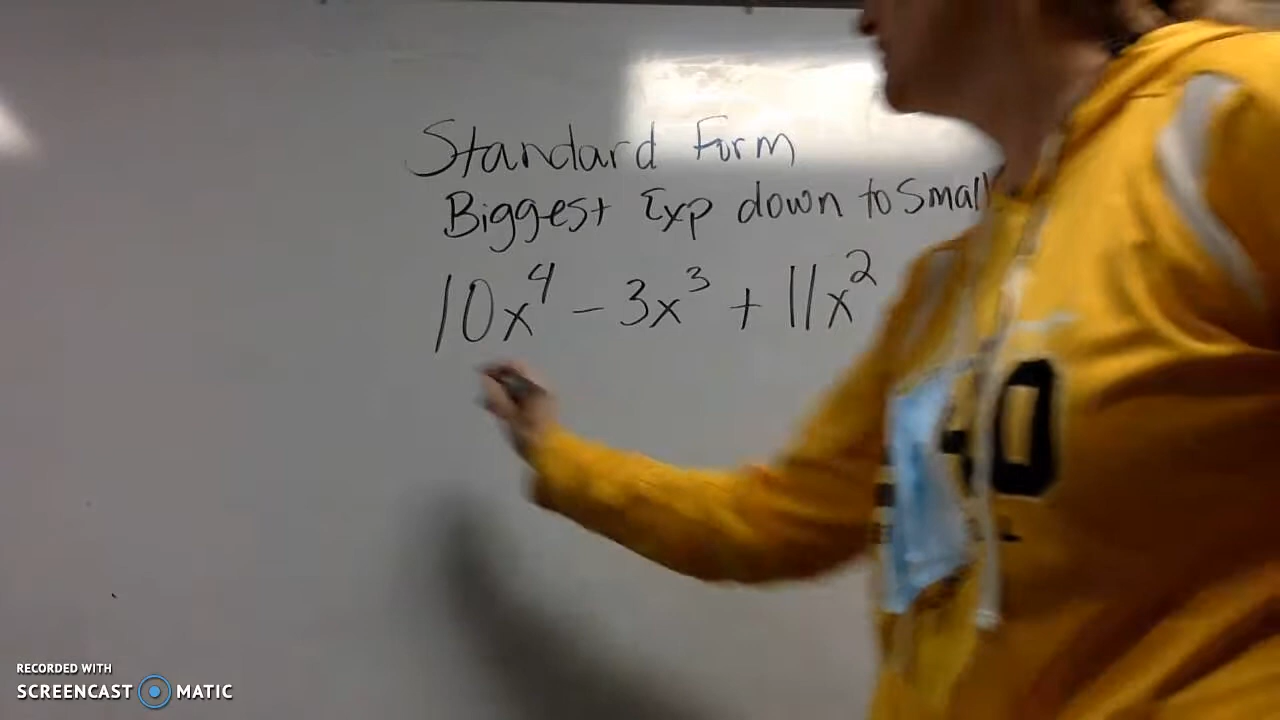 Standard Form
Biggest Exp down to Small
10x⁴ - 3x³ + 11x²
RECORDED WITH
SCREENCAST MATIC